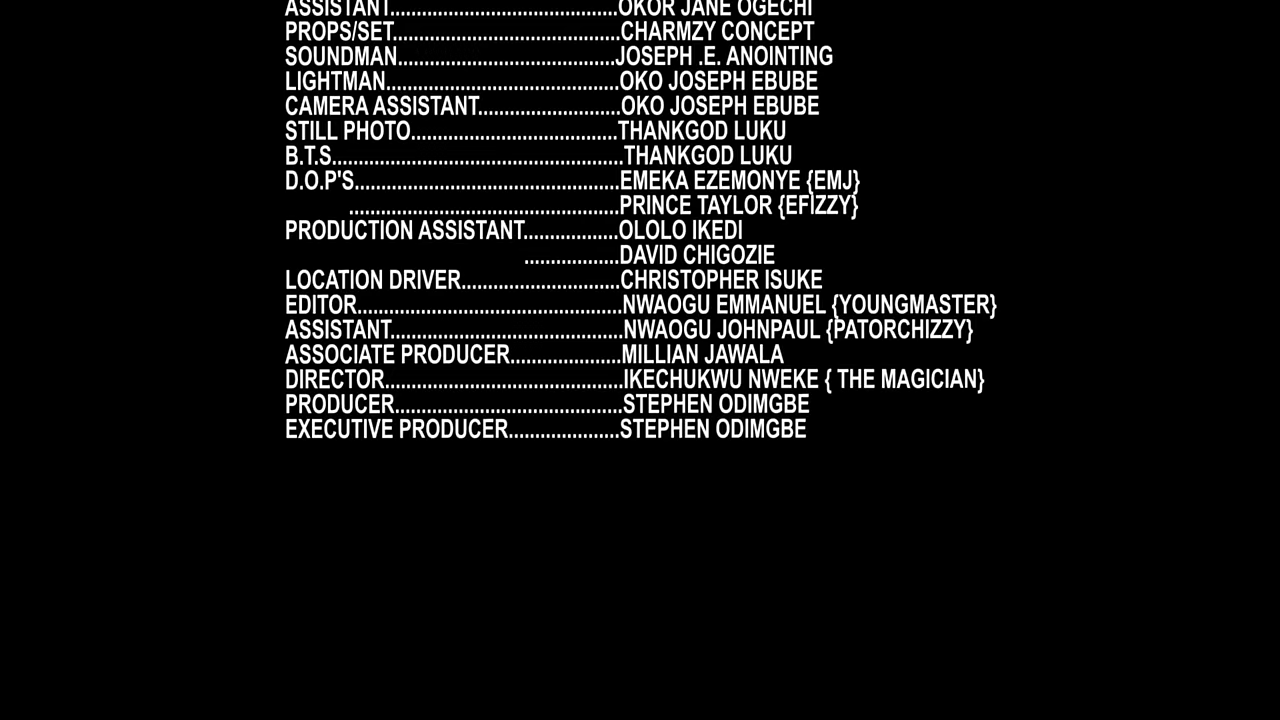 ASSISTANT.....................................OKOR JANE OGECHI
PROPS/SET.....................................CHARMZY CONCEPT
SOUNDMAN...................................JOSEPH .E. ANOINTING
LIGHTMAN......................................OKO JOSEPH EBUBE
CAMERA ASSISTANT.......................OKO JOSEPH EBUBE
STILL PHOTO..................................THANKGOD LUKU
B.T.S................................................THANKGOD LUKU
D.O.P'S...........................................EMEKA EZEMONYE {EMJ}
............................................PRINCE TAYLOR {EFIZZY}
PRODUCTION ASSISTANT...............OLOLO IKEDI
...............DAVID CHIGOZIE
LOCATION DRIVER..........................CHRISTOPHER ISUKE
EDITOR...........................................NWAOGU EMMANUEL {YOUNGMASTER}
ASSISTANT......................................NWAOGU JOHNPAUL {PATORCHIZZY}
ASSOCIATE PRODUCER..................MILLIAN JAWALA
DIRECTOR.......................................IKECHUKWU NWEKE { THE MAGICIAN}
PRODUCER.....................................STEPHEN ODIMGBE
EXECUTIVE PRODUCER..................STEPHEN ODIMGBE